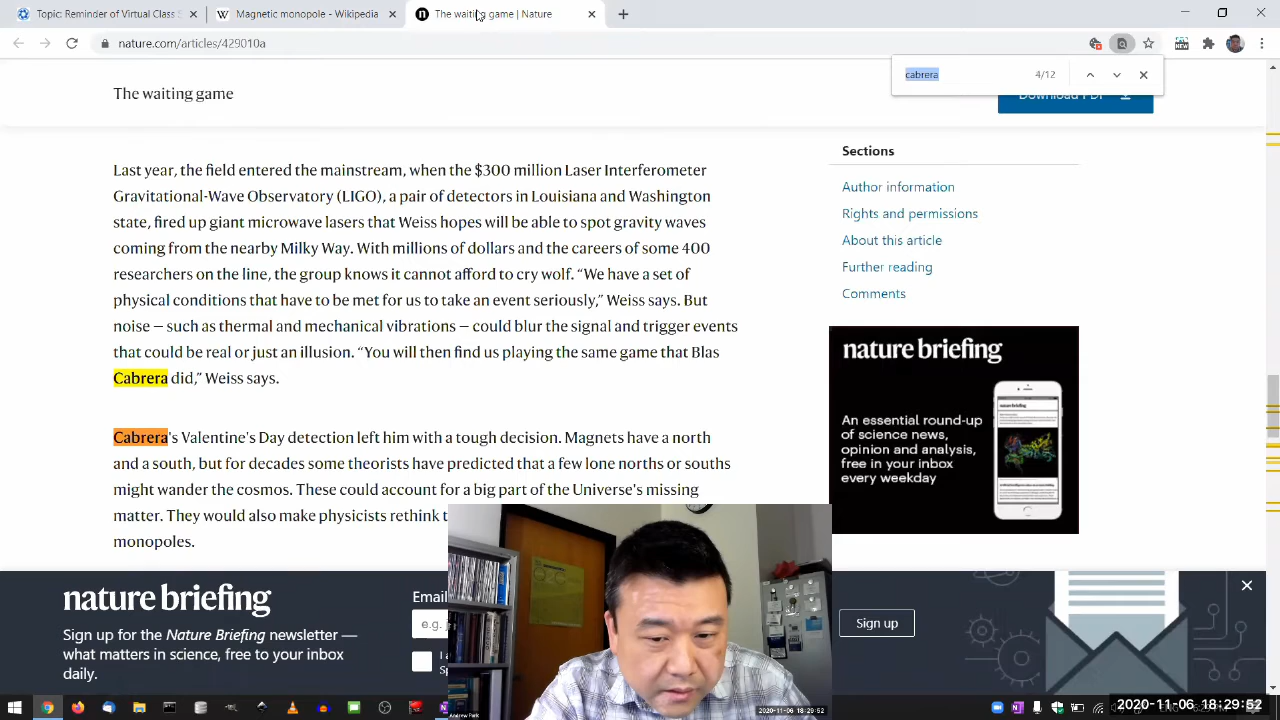 Topic Reminders of Virtual Class
Magnetic monopole - Wikipedia
The waiting game | Nature
nature.com/articles/429010a
NEW
cabrera
4/12
The waiting game
Download PDF
Last year, the field entered the mainstream, when the $300 million Laser Interferometer
Gravitational-Wave Observatory (LIGO), a pair of detectors in Louisiana and Washington
state, fired up giant microwave lasers that Weiss hopes will be able to spot gravity waves
coming from the nearby Milky Way. With millions of dollars and the careers of some 400
researchers on the line, the group knows it cannot afford to cry wolf. “We have a set of
physical conditions that have to be met for us to take an event seriously,” Weiss says. But
noise — such as thermal and mechanical vibrations — could blur the signal and trigger events
that could be real or just an illusion. “You will then find us playing the same game that Blas
Cabrera did,” Weiss says.
Cabrera's Valentine's Day detection left him with a tough decision. Magnets have a north
and a south, but for decades some theorists have predicted that a few lone norths or souths
might wander the cosmos. These could account for a big part of the universe's missing
matter. They would also make physicists rethink t
monopoles.
Sections
Author information
Rights and permissions
About this article
Further reading
Comments
nature briefing
An essential round-up
of science news,
opinion and analysis,
free in your inbox
every weekday
nature briefing
Sign up for the Nature Briefing newsletter —
what matters in science, free to your inbox
daily.
Email
e.g. j
I a
Sp
Sign up
Andrew Park
2020-11-06 18:29:52
2020-11-06 18:29:52